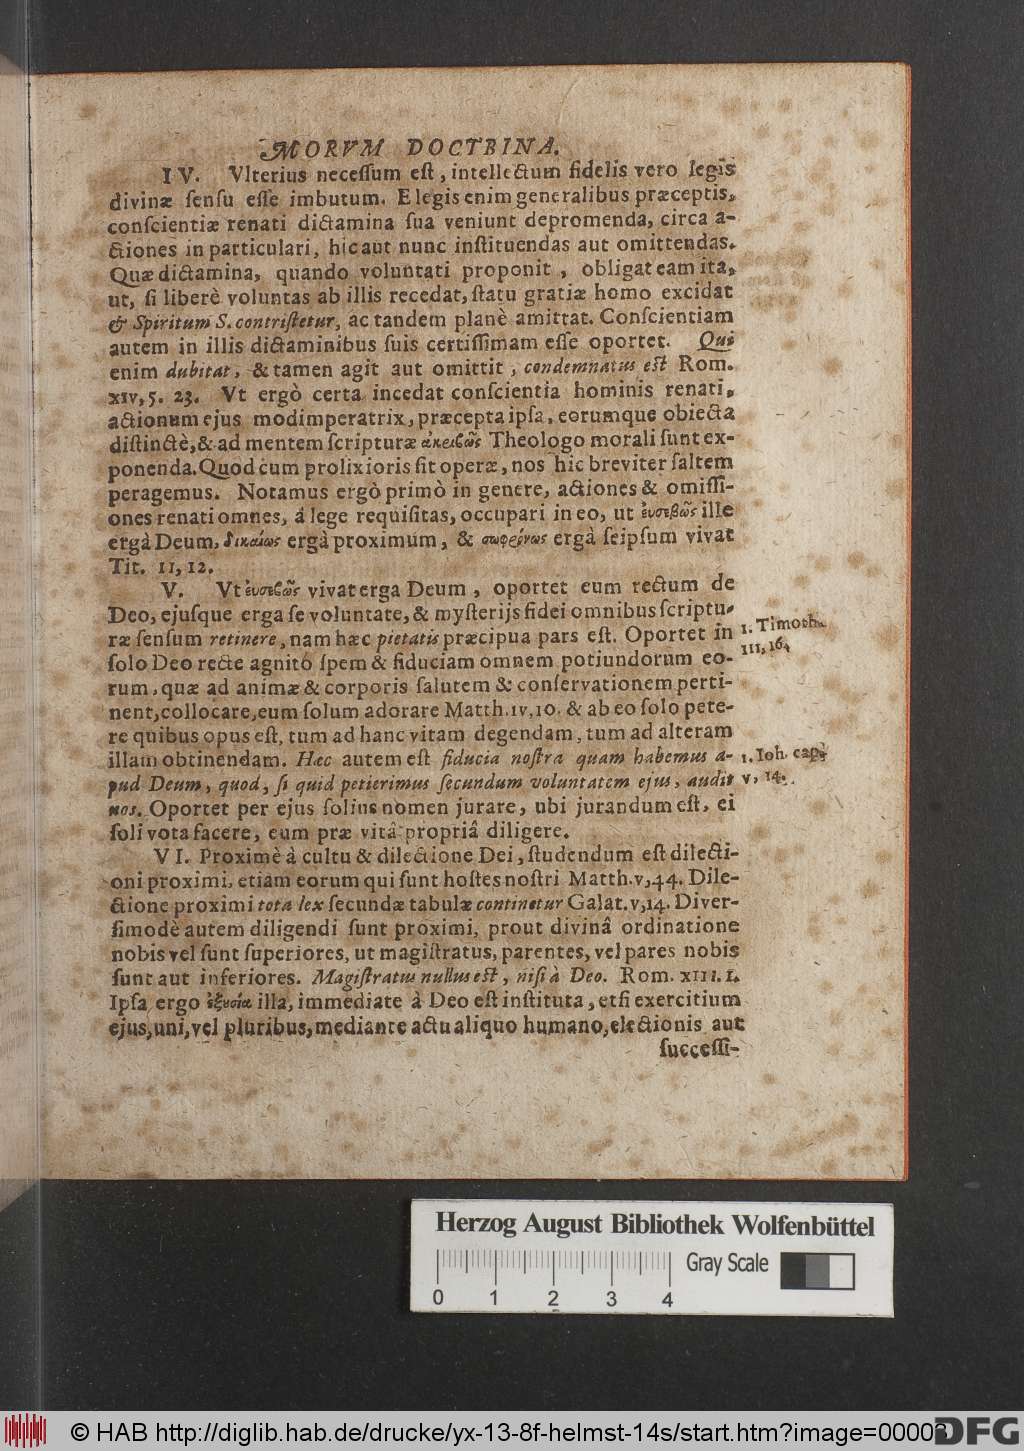 MORVM DOCTRINA.
IV. Vlterius necessum est, intellectum fidelis vero legis
divinæ sensu esse imbutum. E legis enim generalibus præceptis,
conscientiæ renati dictamina sua veniunt depromenda, circa a-
ctiones in particulari, hic aut nunc instituendas aut omittendas.
Quæ dictamina, quando voluntati proponit, obligat eam ita,
ut, si liberè voluntas ab illis recedat, statu gratiæ homo excidat
& Spiritum S. contristetur, ac tandem planè amittat. Conscientiam
autem in illis dictaminibus suis certissimam esse oportet. Qui
enim dubitat, & tamen agit aut omittit, condemnatus est Rom.
XIV, 5. 23. Vt ergò certa incedat conscientia hominis renati,
actionum ejus modimperatrix, præcepta ipsa, eorumque obiecta
distinctè, & ad mentem scripturæ ἀκειβῶς Theologo morali sunt ex-
ponenda. Quod cum prolixioris sit operæ, nos hic breviter saltem
peragemus. Notamus ergò primò in genere, actiones & omissi-
ones renati omnes, á lege requisitas, occupari in eo, ut ἐυσεβῶς ille
ergà Deum, δικαίως ergà proximum, & σωφρόνως ergà seipsum vivat
Tit. II, 12.
V. Vt ἐυσεβῶς vivat erga Deum, oportet eum rectum de
Deo, ejusque erga se voluntate, & mysterijs fidei omnibus scriptu-
ræ sensum retinere, nam hæc pietatis præcipua pars est. Oportet in
solo Deo recte agnito spem & fiduciam omnem potiundorum eo-
rum, quæ ad animæ & corporis salutem & conservationem perti-
nent, collocare, eum solum adorare Matth. IV, 10. & ab eo solo pete-
re quibus opus est, tum ad hanc vitam degendam, tum ad alteram
illam obtinendam. Hæc autem est fiducia nostra quam habemus a-
pud Deum, quod, si quid petierimus secundum voluntatem ejus, audit
nos. Oportet per ejus solius nomen jurare, ubi jurandum est, ei
soli vota facere, eum præ vitâ propriâ diligere.
1. Timoth.
III, 16.
1. Ioh. cap.
V, 14.
VI. Proximè à cultu & dilectione Dei, studendum est dilecti-
oni proximi, etiam eorum qui sunt hostes nostri Matth. V, 44. Dile-
ctione proximi tota lex secundæ tabulæ continetur Galat. V, 14. Diver-
simodè autem diligendi sunt proximi, prout divinâ ordinatione
nobis vel sunt superiores, ut magistratus, parentes, vel pares nobis
sunt aut inferiores. Magistratus nullus est, nisi à Deo. Rom. XIII. I.
Ipsa ergo ἐξυσία illa, immediate à Deo est instituta, etsi exercitium
ejus, uni, vel pluribus, mediante actu aliquo humano, electionis aut
successi-
Herzog August Bibliothek Wolfenbüttel
Gray Scale
0 1 2 3 4
© HAB http://diglib.hab.de/drucke/yx-13-8f-helmst-14s/start.htm?image=00003
DFG